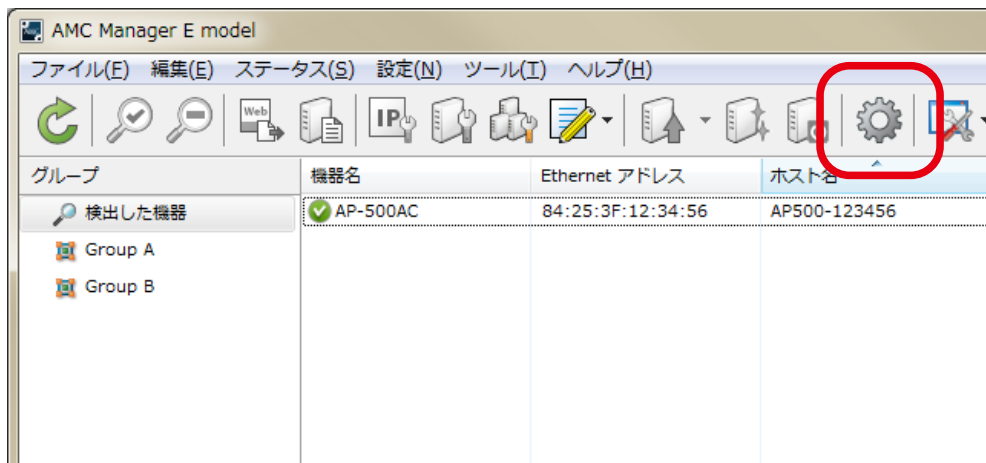 AMC Manager E model
ファイル(F) 編集(E) ステータス(S) 設定(N) ツール(T) ヘルプ(H)
Web
IP
グループ 機器名 Ethernet アドレス ホスト名
検出した機器 AP-500AC 84:25:3F:12:34:56 AP500-123456
Group A
Group B